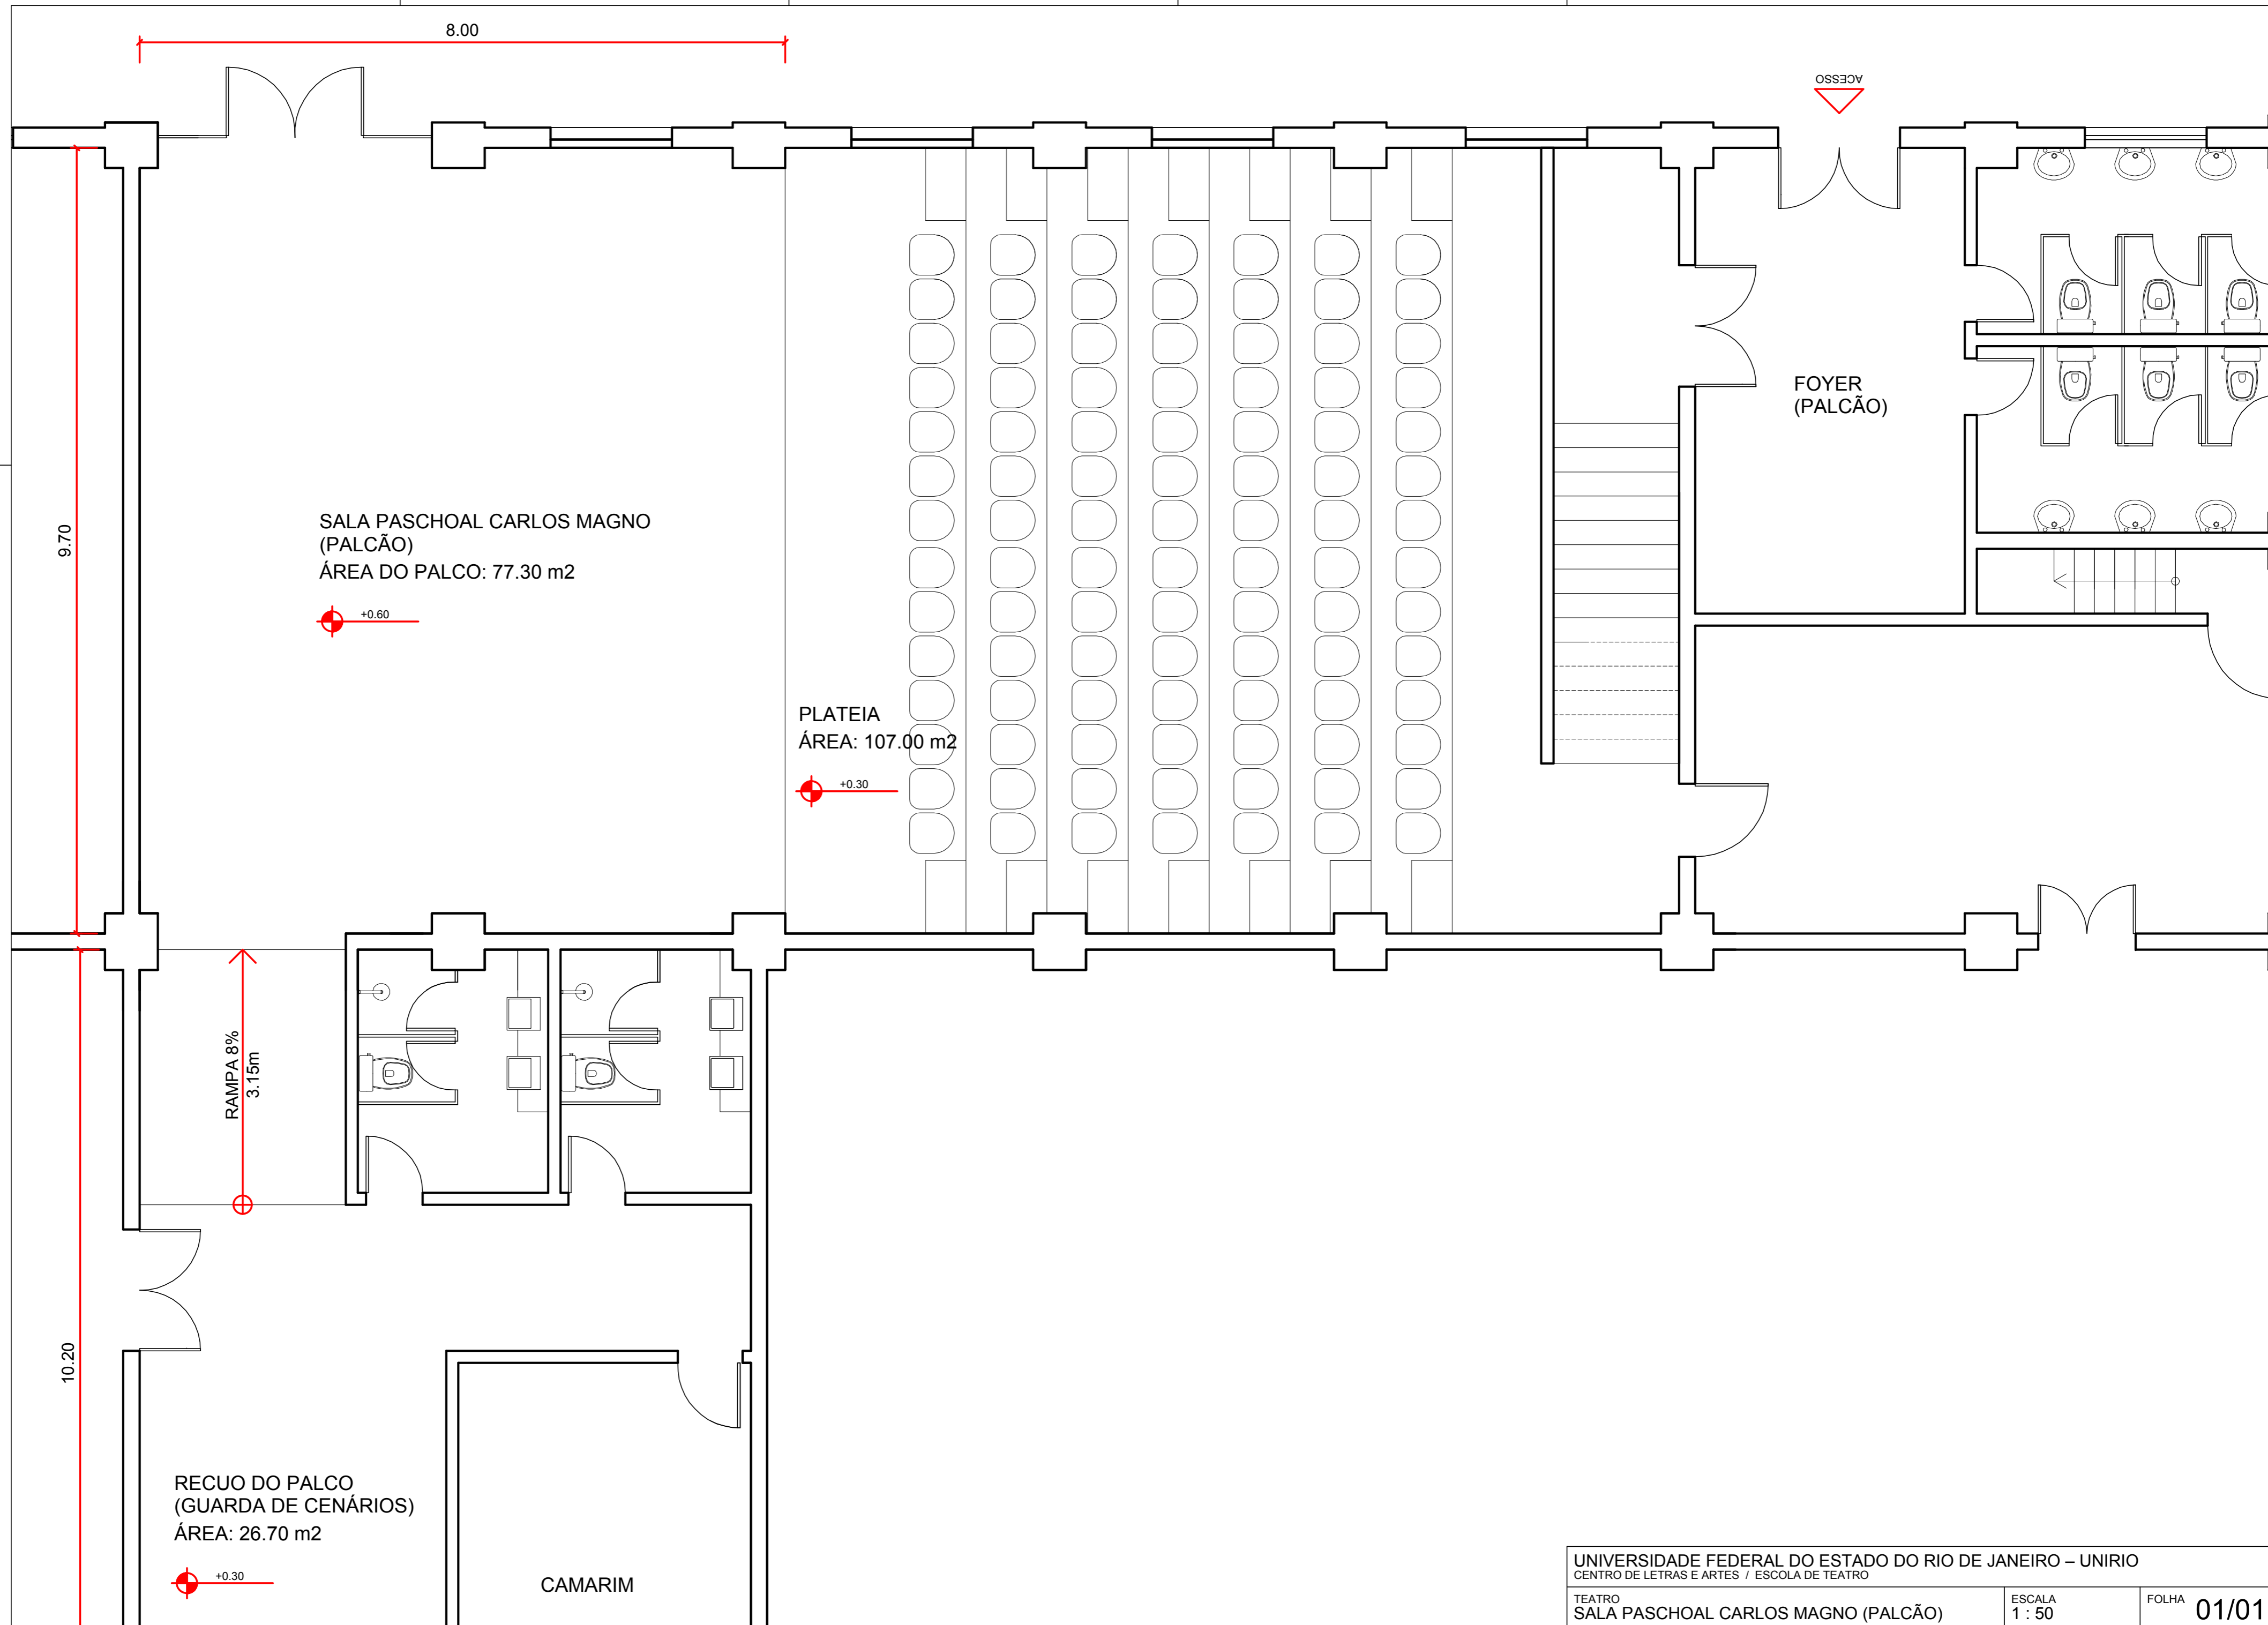 8.00
ACESSO
9.70
SALA PASCHOAL CARLOS MAGNO
(PALCÃO)
ÁREA DO PALCO: 77.30 m2
+0.60
FOYER
(PALCÃO)
PLATEIA
ÁREA: 107.00 m2
+0.30
RAMPA 8%
3.15m
10.20
RECUO DO PALCO
(GUARDA DE CENÁRIOS)
ÁREA: 26.70 m2
+0.30
CAMARIM
UNIVERSIDADE FEDERAL DO ESTADO DO RIO DE JANEIRO – UNIRIO
CENTRO DE LETRAS E ARTES / ESCOLA DE TEATRO
TEATRO
SALA PASCHOAL CARLOS MAGNO (PALCÃO)
ESCALA
1 : 50
FOLHA 01/01